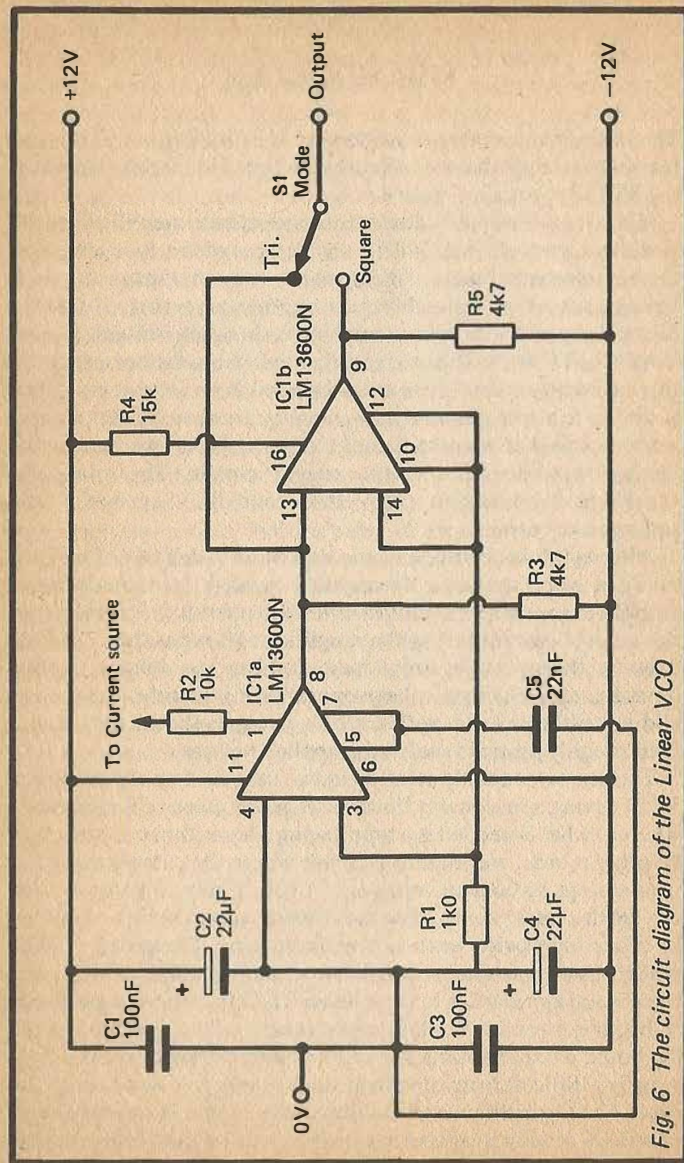 +12V
Output
−12V
S1
Mode
Tri.
Square
R4
15k
IC1b
LM13600N
R5
4k7
16
13
14
9
12
10
To Current source
R2
10k
IC1a
LM13600N
R3
4k7
11
1
4
3
8
7
5
6
C5
22nF
R1
1k0
C2
22µF
+
C4
22µF
+
C1
100nF
C3
100nF
0V
Fig. 6 The circuit diagram of the Linear VCO